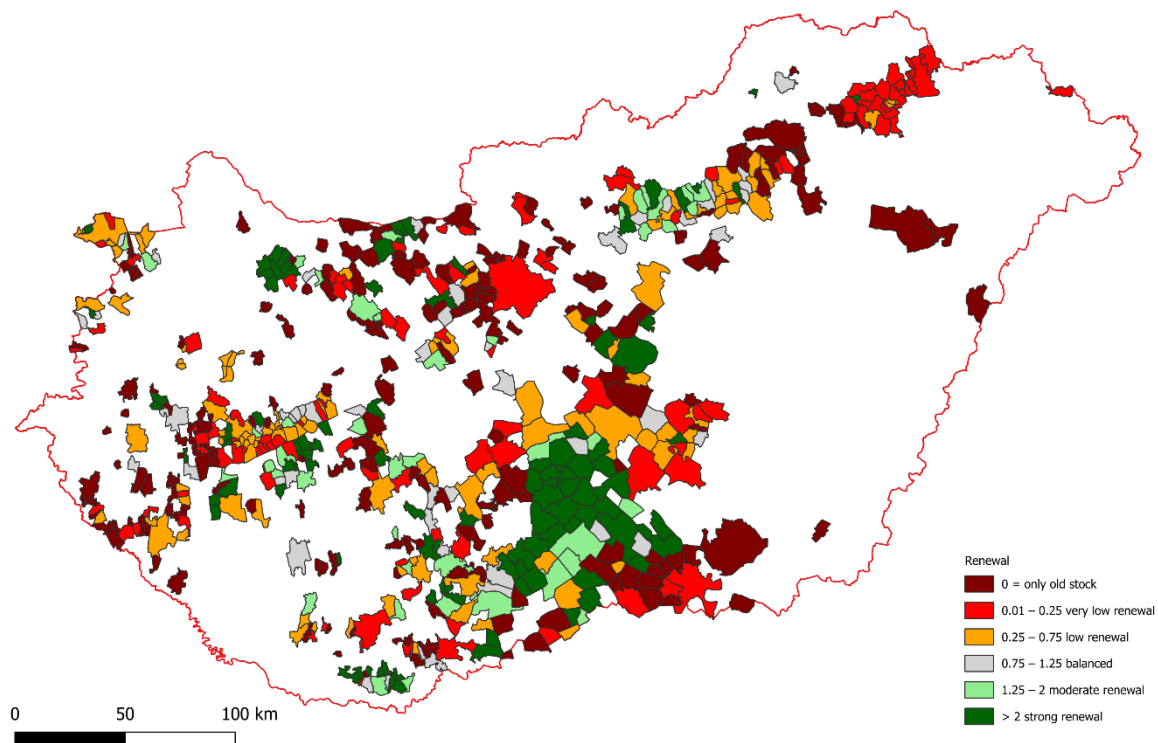 Renewal
0 = only old stock
0.01 – 0.25 very low renewal
0.25 – 0.75 low renewal
0.75 – 1.25 balanced
1.25 – 2 moderate renewal
> 2 strong renewal
0 50 100 km